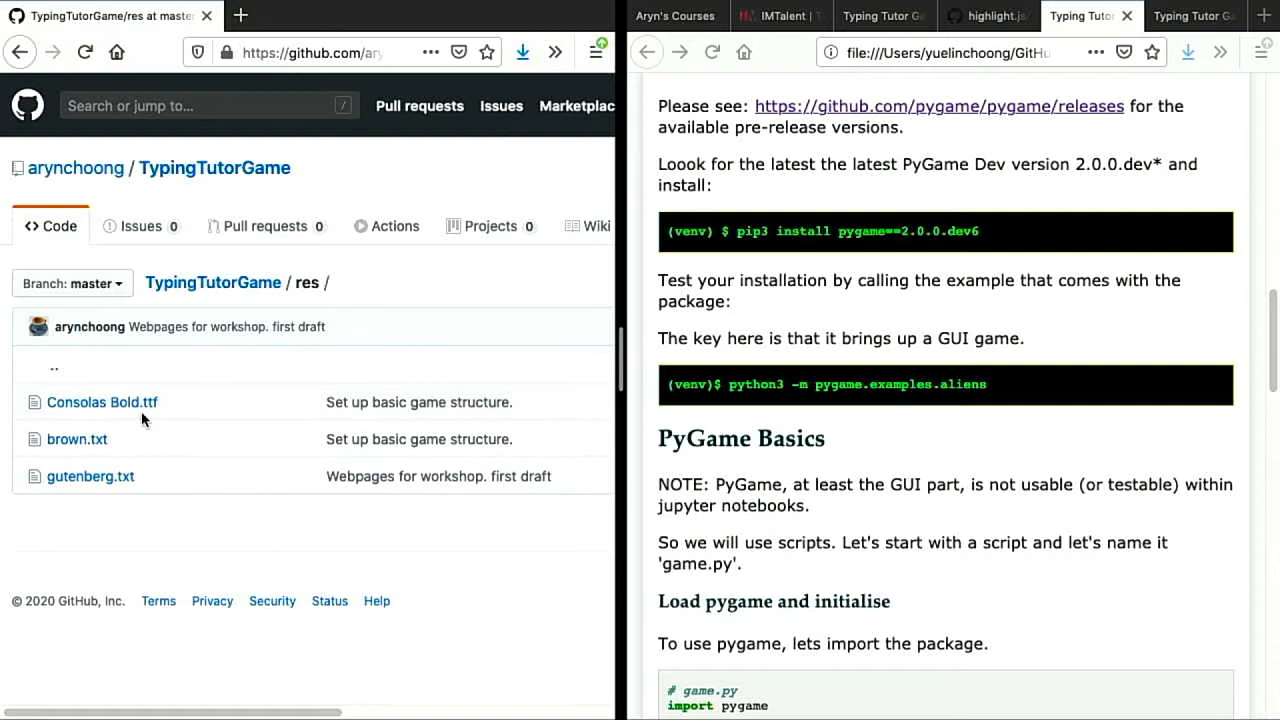 TypingTutorGame/res at maste
https://github.com/ary
Search or jump to... /
Pull requests Issues Marketplac
arynchoong / TypingTutorGame
<> Code Issues 0 Pull requests 0 Actions Projects 0 Wiki
Branch: master TypingTutorGame / res /
arynchoong Webpages for workshop. first draft
..
Consolas Bold.ttf Set up basic game structure.
brown.txt Set up basic game structure.
gutenberg.txt Webpages for workshop. first draft
© 2020 GitHub, Inc. Terms Privacy Security Status Help
Aryn's Courses IMTalent | T Typing Tutor G highlight.js Typing Tutor Typing Tutor Ga
file:///Users/yuelinchoong/GitHu
Please see: https://github.com/pygame/pygame/releases for the
available pre-release versions.
Loook for the latest the latest PyGame Dev version 2.0.0.dev* and
install:
(venv) $ pip3 install pygame==2.0.0.dev6
Test your installation by calling the example that comes with the
package:
The key here is that it brings up a GUI game.
(venv)$ python3 -m pygame.examples.aliens
PyGame Basics
NOTE: PyGame, at least the GUI part, is not usable (or testable) within
jupyter notebooks.
So we will use scripts. Let's start with a script and let's name it
'game.py'.
Load pygame and initialise
To use pygame, lets import the package.
# game.py
import pygame